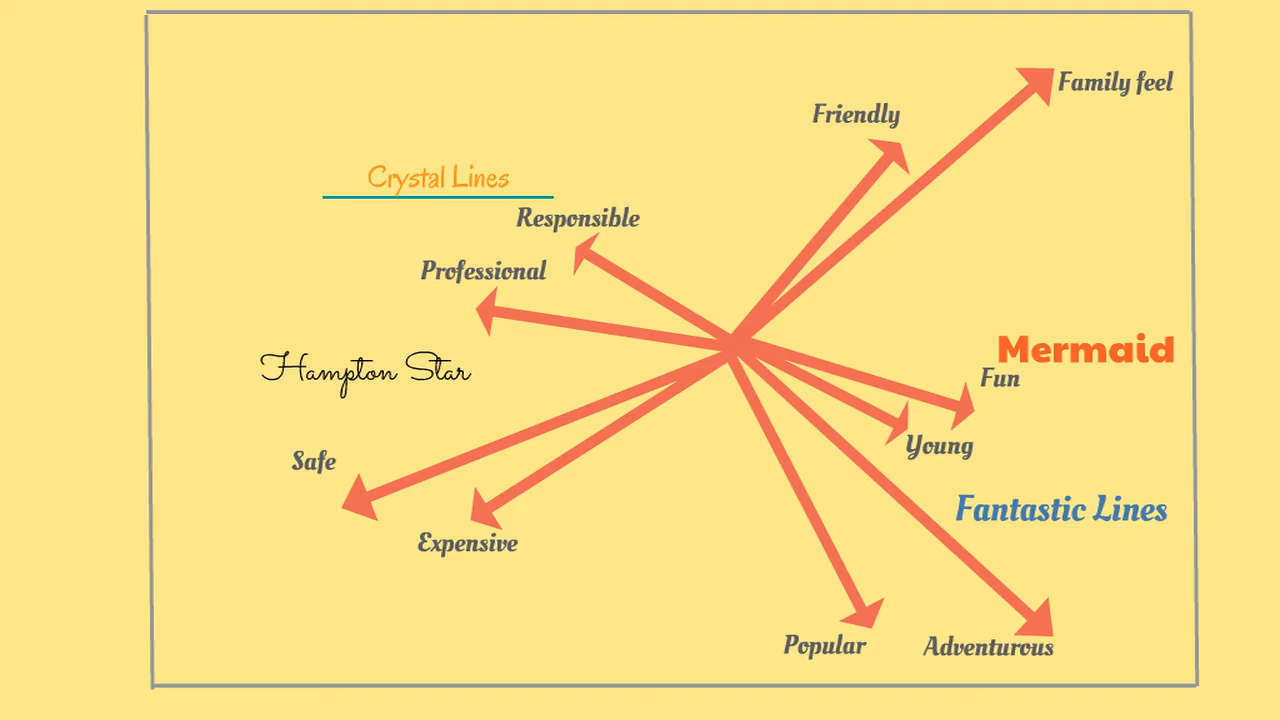 Family feel
Friendly
Crystal Lines
Responsible
Professional
Mermaid
Hampton Star
Fun
Young
Safe
Fantastic Lines
Expensive
Popular
Adventurous